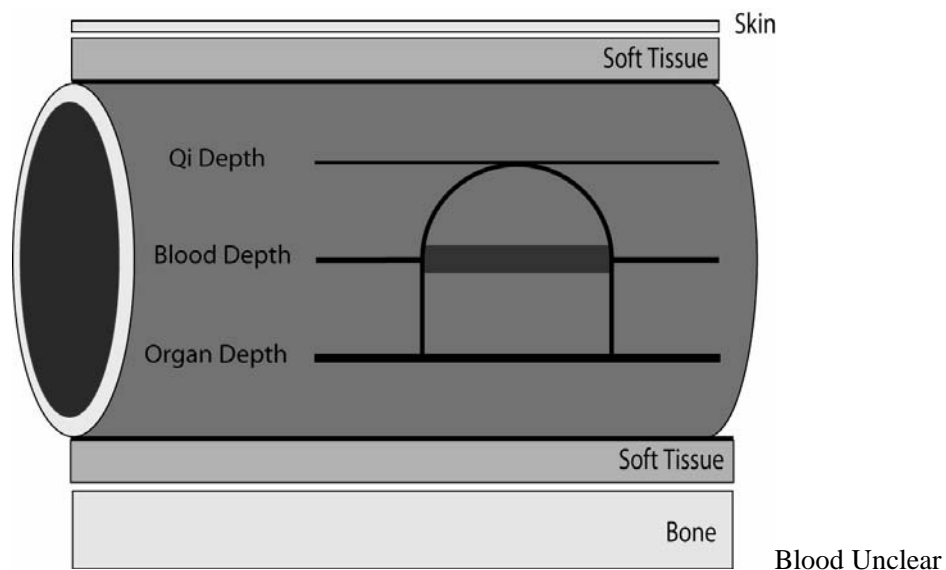 Skin
Soft Tissue
Qi Depth
Blood Depth
Organ Depth
Soft Tissue
Bone
Blood Unclear